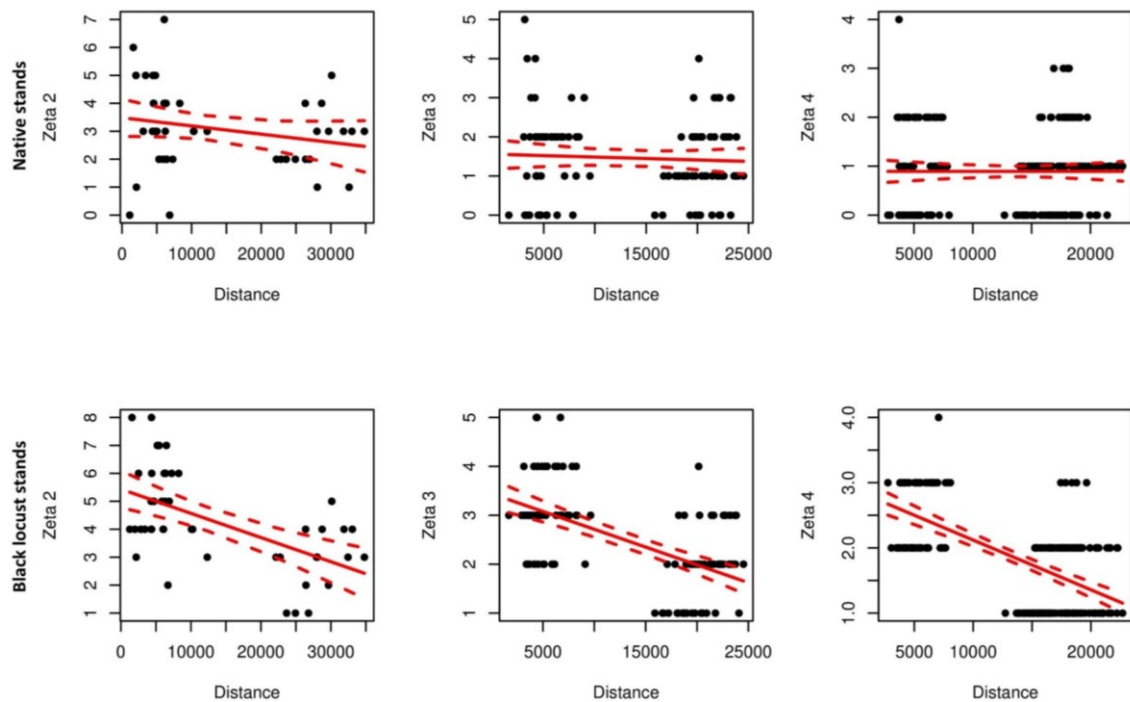 Native stands
Zeta 2
7
6
5
4
3
2
1
0
0 10000 20000 30000
Distance
Zeta 3
5
4
3
2
1
0
5000 15000 25000
Distance
Zeta 4
4
3
2
1
0
5000 10000 20000
Distance
Black locust stands
Zeta 2
8
7
6
5
4
3
2
1
0 10000 20000 30000
Distance
Zeta 3
5
4
3
2
1
5000 15000 25000
Distance
Zeta 4
4.0
3.0
2.0
1.0
5000 10000 20000
Distance